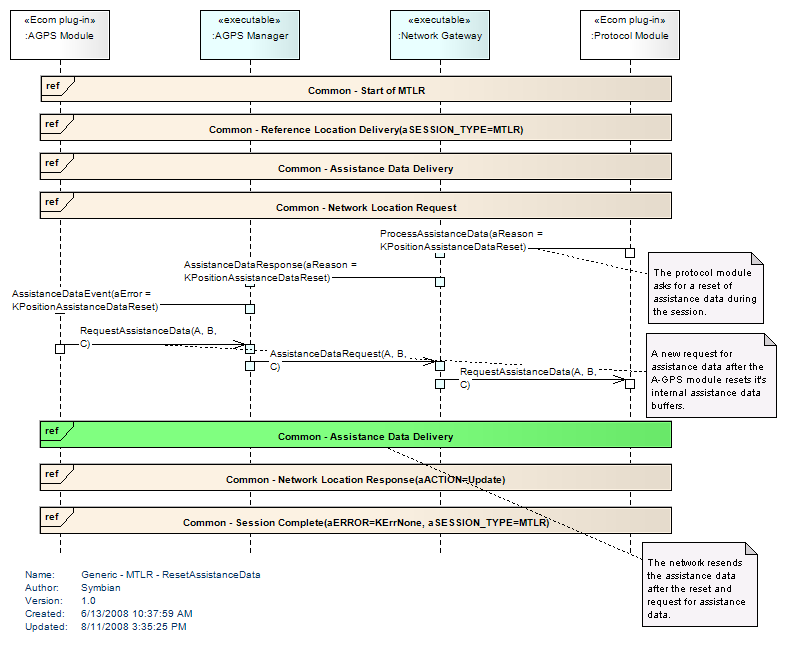 «Ecom plug-in»
:AGPS Module
«executable»
:AGPS Manager
«executable»
:Network Gateway
«Ecom plug-in»
:Protocol Module
ref
Common - Start of MTLR
ref
Common - Reference Location Delivery(aSESSION_TYPE=MTLR)
ref
Common - Assistance Data Delivery
ref
Common - Network Location Request
ProcessAssistanceData(aReason =
KPositionAssistanceDataReset)
AssistanceDataResponse(aReason =
KPositionAssistanceDataReset)
The protocol module
asks for a reset of
assistance data during
the session.
AssistanceDataEvent(aError =
KPositionAssistanceDataReset)
RequestAssistanceData(A, B,
C)
AssistanceDataRequest(A, B,
C)
RequestAssistanceData(A, B,
C)
A new request for
assistance data after the
A-GPS module resets it's
internal assistance data
buffers.
ref
Common - Assistance Data Delivery
ref
Common - Network Location Response(aACTION=Update)
ref
Common - Session Complete(aERROR=KErrNone, aSESSION_TYPE=MTLR)
The network resends
the assistance data
after the reset and
request for assistance
data.
Name: Generic - MTLR - ResetAssistanceData
Author: Symbian
Version: 1.0
Created: 6/13/2008 10:37:59 AM
Updated: 8/11/2008 3:35:25 PM